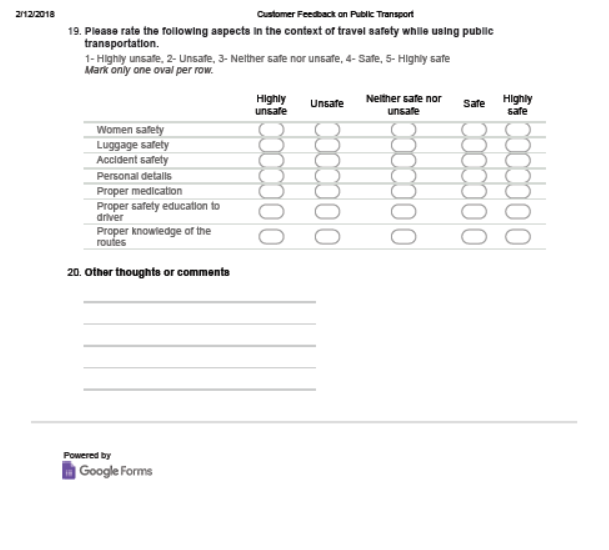 2/12/2018 Customer Feedback on Public Transport
19. Please rate the following aspects in the context of travel safety while using public
transportation.
1- Highly unsafe, 2- Unsafe, 3- Neither safe nor unsafe, 4- Safe, 5- Highly safe
Mark only one oval per row.
Highly unsafe Unsafe Neither safe nor unsafe Safe Highly safe
Women safety
Luggage safety
Accident safety
Personal details
Proper medication
Proper safety education to
driver
Proper knowledge of the
routes
20. Other thoughts or comments
Powered by
Google Forms